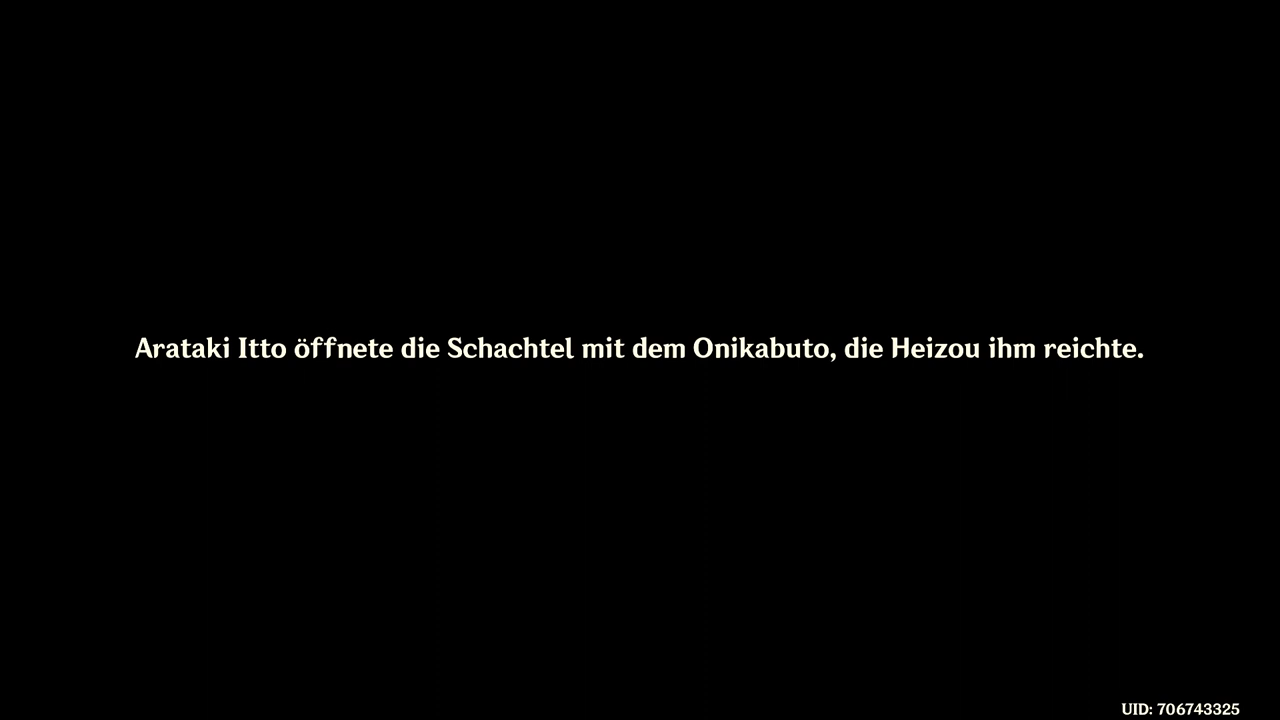 Arataki Itto öffnete die Schachtel mit dem Onikabuto, die Heizou ihm reichte.
UID: 706743325